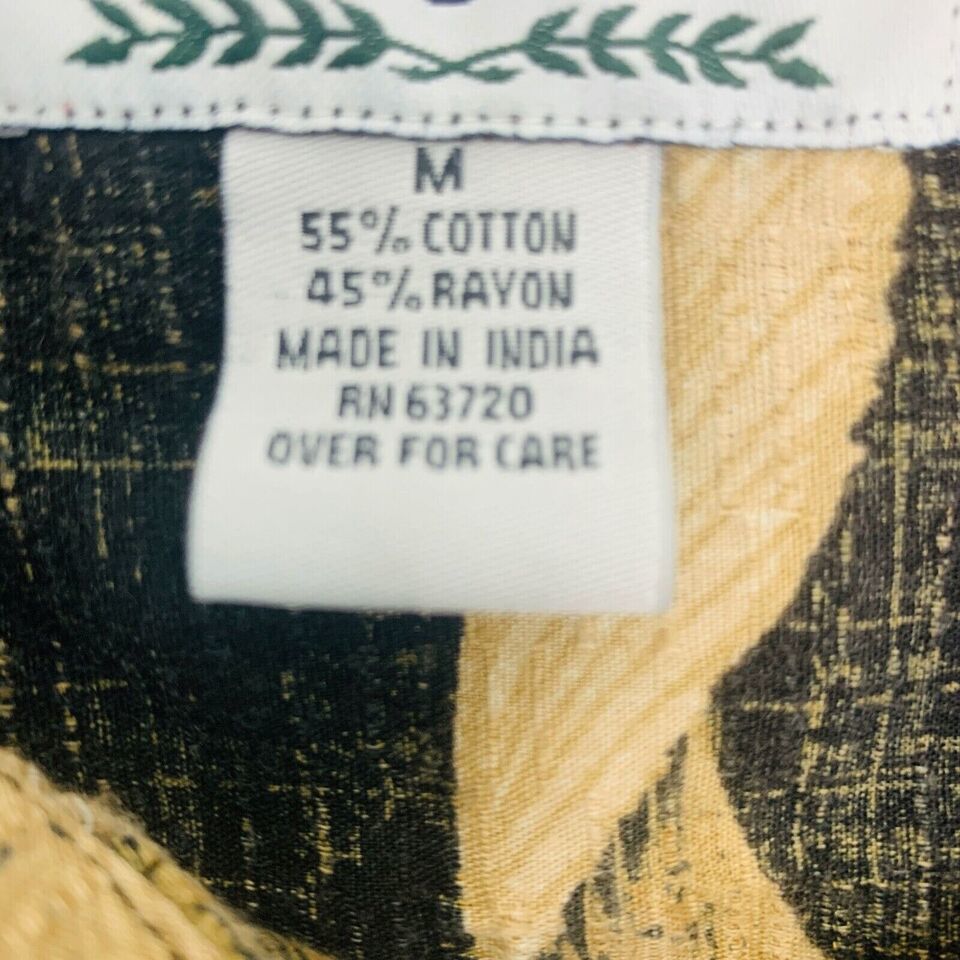 M
55% COTTON
45% RAYON
MADE IN INDIA
RN 63720
OVER FOR CARE